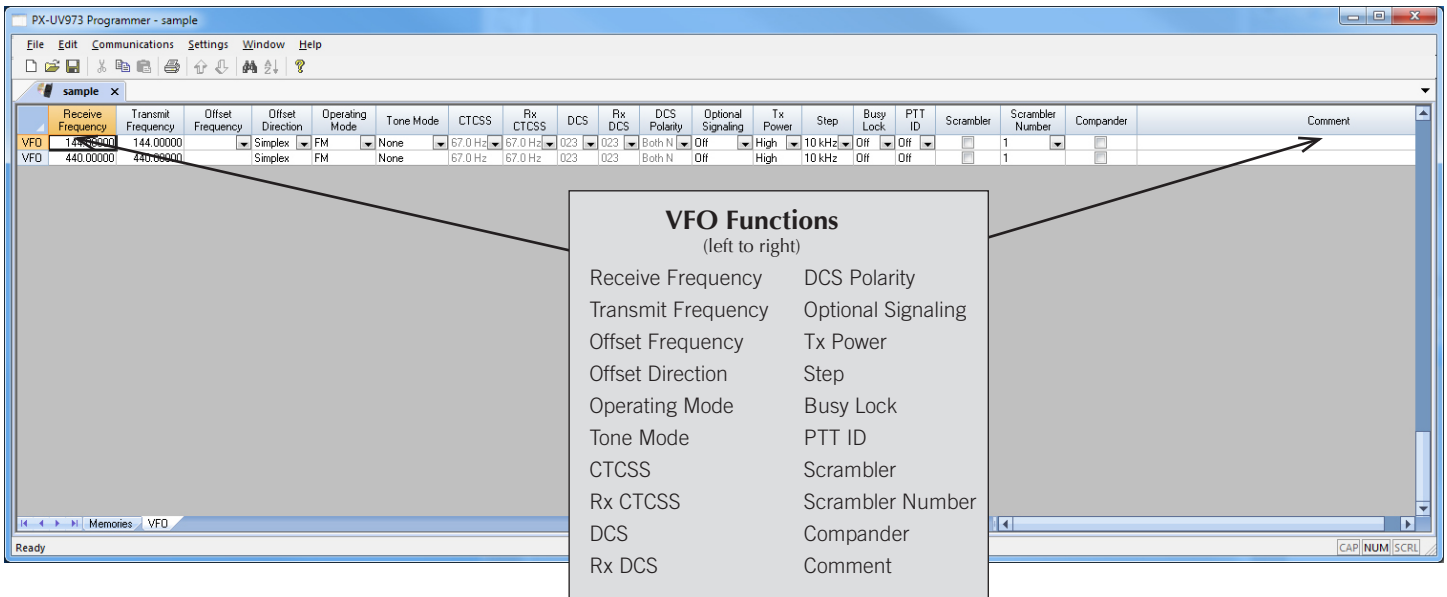 PX-UV973 Programmer - sample
File Edit Communications Settings Window Help
sample x
Receive Frequency Transmit Frequency Offset Frequency Offset Direction Operating Mode Tone Mode CTCSS Rx CTCSS DCS Rx DCS DCS Polarity Optional Signaling Tx Power Step Busy Lock PTT ID Scrambler Scrambler Number Compander Comment
VFO 144.00000 144.00000 Simplex FM None 67.0 Hz 67.0 Hz 023 023 Both N Off High 10 kHz Off Off 1
VFO 440.00000 440.00000 Simplex FM None 67.0 Hz 67.0 Hz 023 023 Both N Off High 10 kHz Off Off 1
VFO Functions
(left to right)
Receive Frequency
Transmit Frequency
Offset Frequency
Offset Direction
Operating Mode
Tone Mode
CTCSS
Rx CTCSS
DCS
Rx DCS
DCS Polarity
Optional Signaling
Tx Power
Step
Busy Lock
PTT ID
Scrambler
Scrambler Number
Compander
Comment
Memories VFO
Ready CAP NUM SCRL